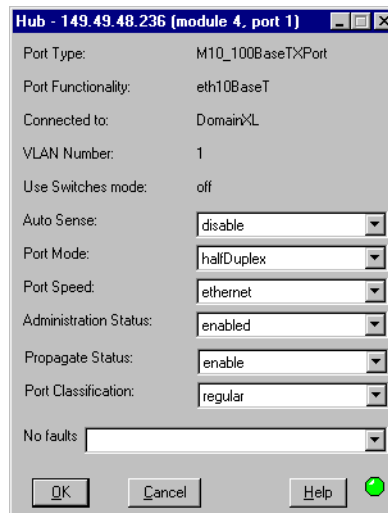 Hub - 149.49.48.236 (module 4, port 1)
Port Type: M10_100BaseTXPort
Port Functionality: eth10BaseT
Connected to: DomainXL
VLAN Number: 1
Use Switches mode: off
Auto Sense: disable
Port Mode: halfDuplex
Port Speed: ethernet
Administration Status: enabled
Propagate Status: enable
Port Classification: regular
No faults
OK Cancel Help